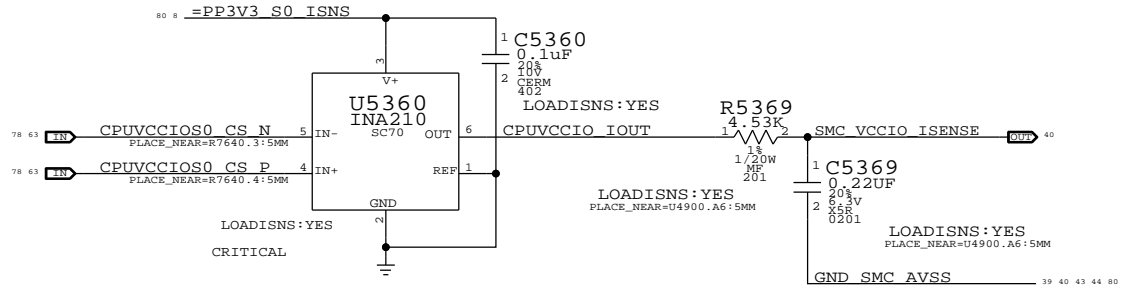 80 8 =PP3V3_S0_ISNS
1 C5360
0.1uF
20%
10V
2 CERM
402
3
V+
U5360
INA210
SC70
LOADISNS:YES
R5369
4.53K
78 63 IN CPUVCCIOS0_CS_N 5 IN- OUT 6 CPUVCCIO_IOUT 1 2 SMC_VCCIO_ISENSE OUT 40
PLACE_NEAR=R7640.3:5MM
1%
1/20W
MF
201
78 63 IN CPUVCCIOS0_CS_P 4 IN+ REF 1
PLACE_NEAR=R7640.4:5MM
1 C5369
0.22UF
20%
6.3V
2 X5R
0201
LOADISNS:YES
PLACE_NEAR=U4900.A6:5MM
GND
2
LOADISNS:YES
CRITICAL
LOADISNS:YES
PLACE_NEAR=U4900.A6:5MM
GND_SMC_AVSS 39 40 43 44 80